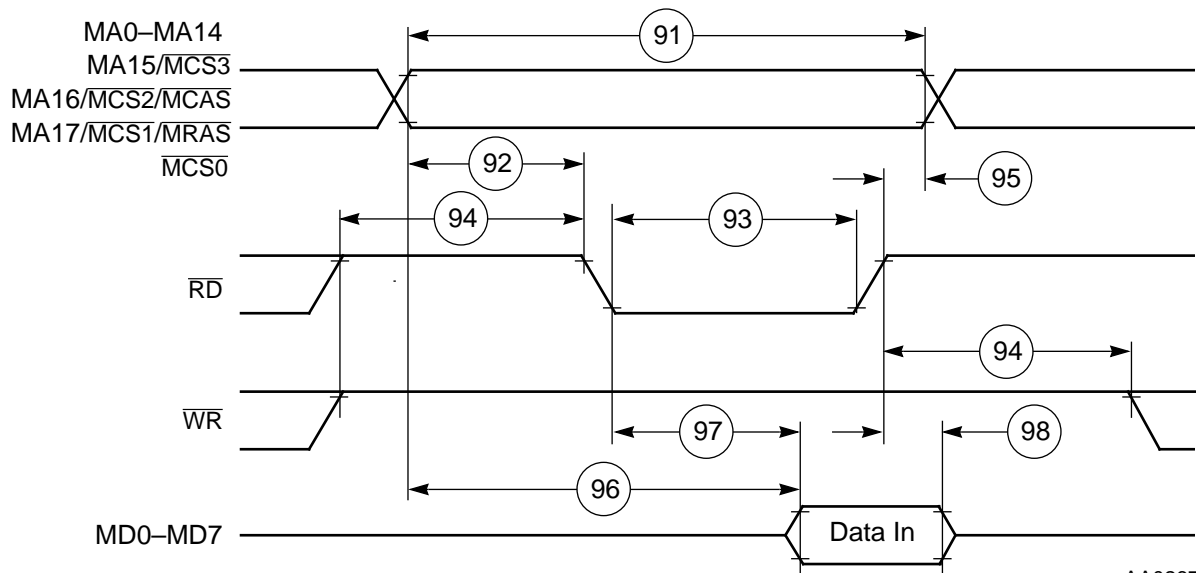 MA0–MA14
91
MA15/MCS3
MA16/MCS2/MCAS
MA17/MCS1/MRAS
MCS0
92
95
94
93
RD
94
WR
97
98
96
MD0–MD7
Data In